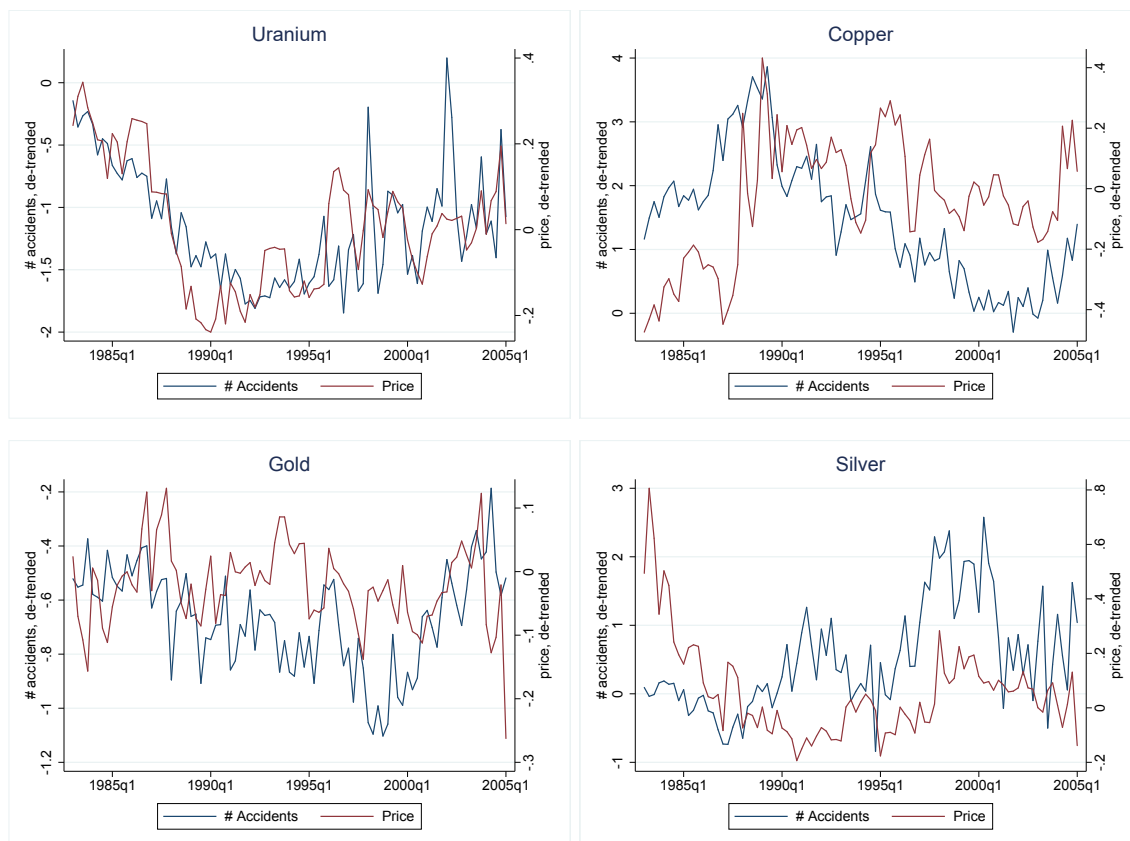 Uranium
# accidents, de-trended
0
-.5
-1
-1.5
-2
price, de-trended
.4
.2
0
-.2
1985q1 1990q1 1995q1 2000q1 2005q1
# Accidents Price
Copper
# accidents, de-trended
4
3
2
1
0
price, de-trended
.4
.2
0
-.2
-.4
1985q1 1990q1 1995q1 2000q1 2005q1
# Accidents Price
Gold
# accidents, de-trended
-.2
-.4
-.6
-.8
-1
-1.2
price, de-trended
.1
0
-.1
-.2
-.3
1985q1 1990q1 1995q1 2000q1 2005q1
# Accidents Price
Silver
# accidents, de-trended
3
2
1
0
-1
price, de-trended
.8
.6
.4
.2
0
-.2
1985q1 1990q1 1995q1 2000q1 2005q1
# Accidents Price